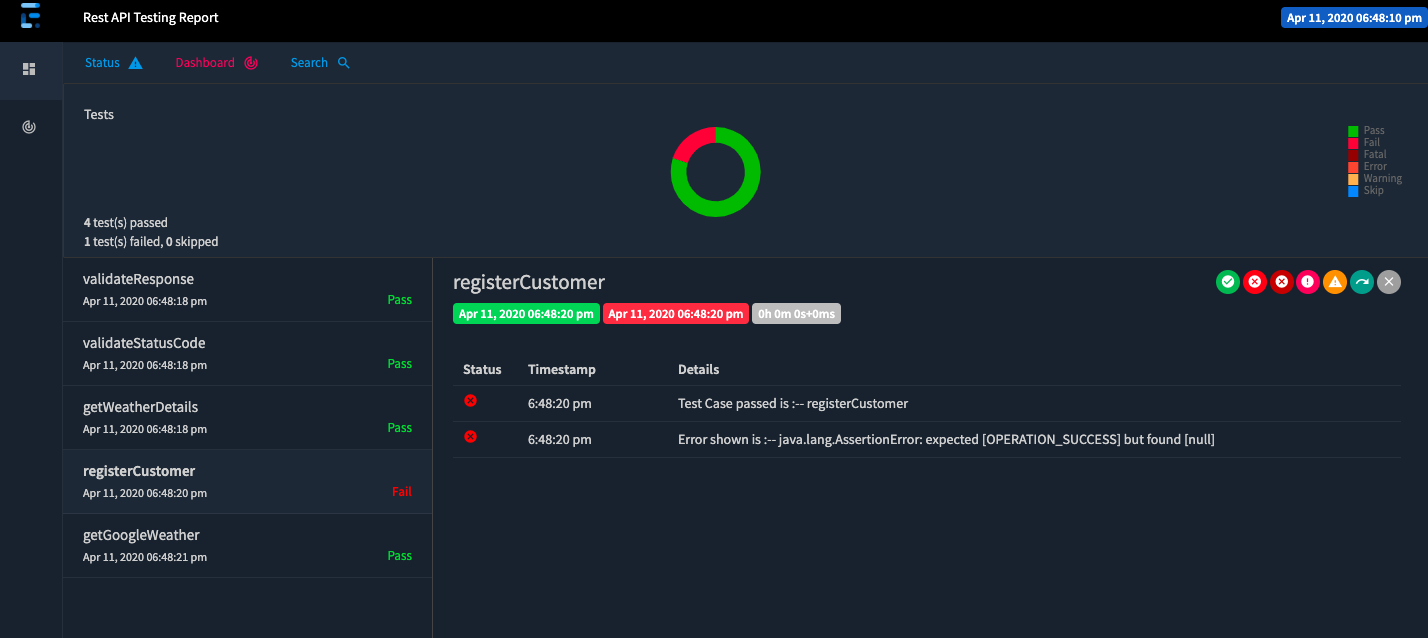 Rest API Testing Report
Apr 11, 2020 06:48:10 pm
Status
Dashboard
Search
Tests
Pass
Fail
Fatal
Error
Warning
Skip
4 test(s) passed
1 test(s) failed, 0 skipped
validateResponse
Apr 11, 2020 06:48:18 pm
Pass
validateStatusCode
Apr 11, 2020 06:48:18 pm
Pass
getWeatherDetails
Apr 11, 2020 06:48:18 pm
Pass
registerCustomer
Apr 11, 2020 06:48:20 pm
Fail
getGoogleWeather
Apr 11, 2020 06:48:21 pm
Pass
registerCustomer
Apr 11, 2020 06:48:20 pm Apr 11, 2020 06:48:20 pm 0h 0m 0s+0ms
Status Timestamp Details
6:48:20 pm Test Case passed is :-- registerCustomer
6:48:20 pm Error shown is :-- java.lang.AssertionError: expected [OPERATION_SUCCESS] but found [null]